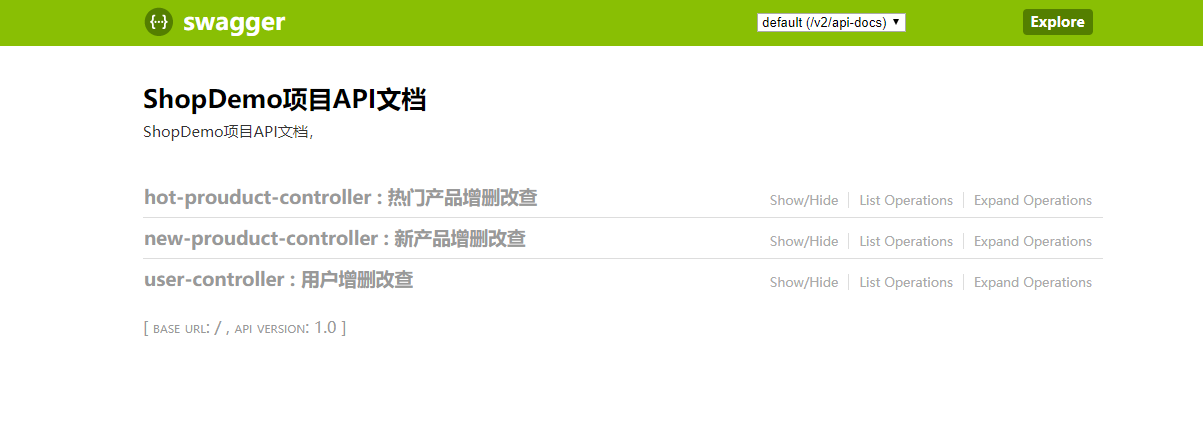 swagger
default (/v2/api-docs)
Explore
ShopDemo项目API文档
ShopDemo项目API文档，
hot-prouduct-controller : 热门产品增删改查 Show/Hide List Operations Expand Operations
new-prouduct-controller : 新产品增删改查 Show/Hide List Operations Expand Operations
user-controller : 用户增删改查 Show/Hide List Operations Expand Operations
[ BASE URL: / , API VERSION: 1.0 ]